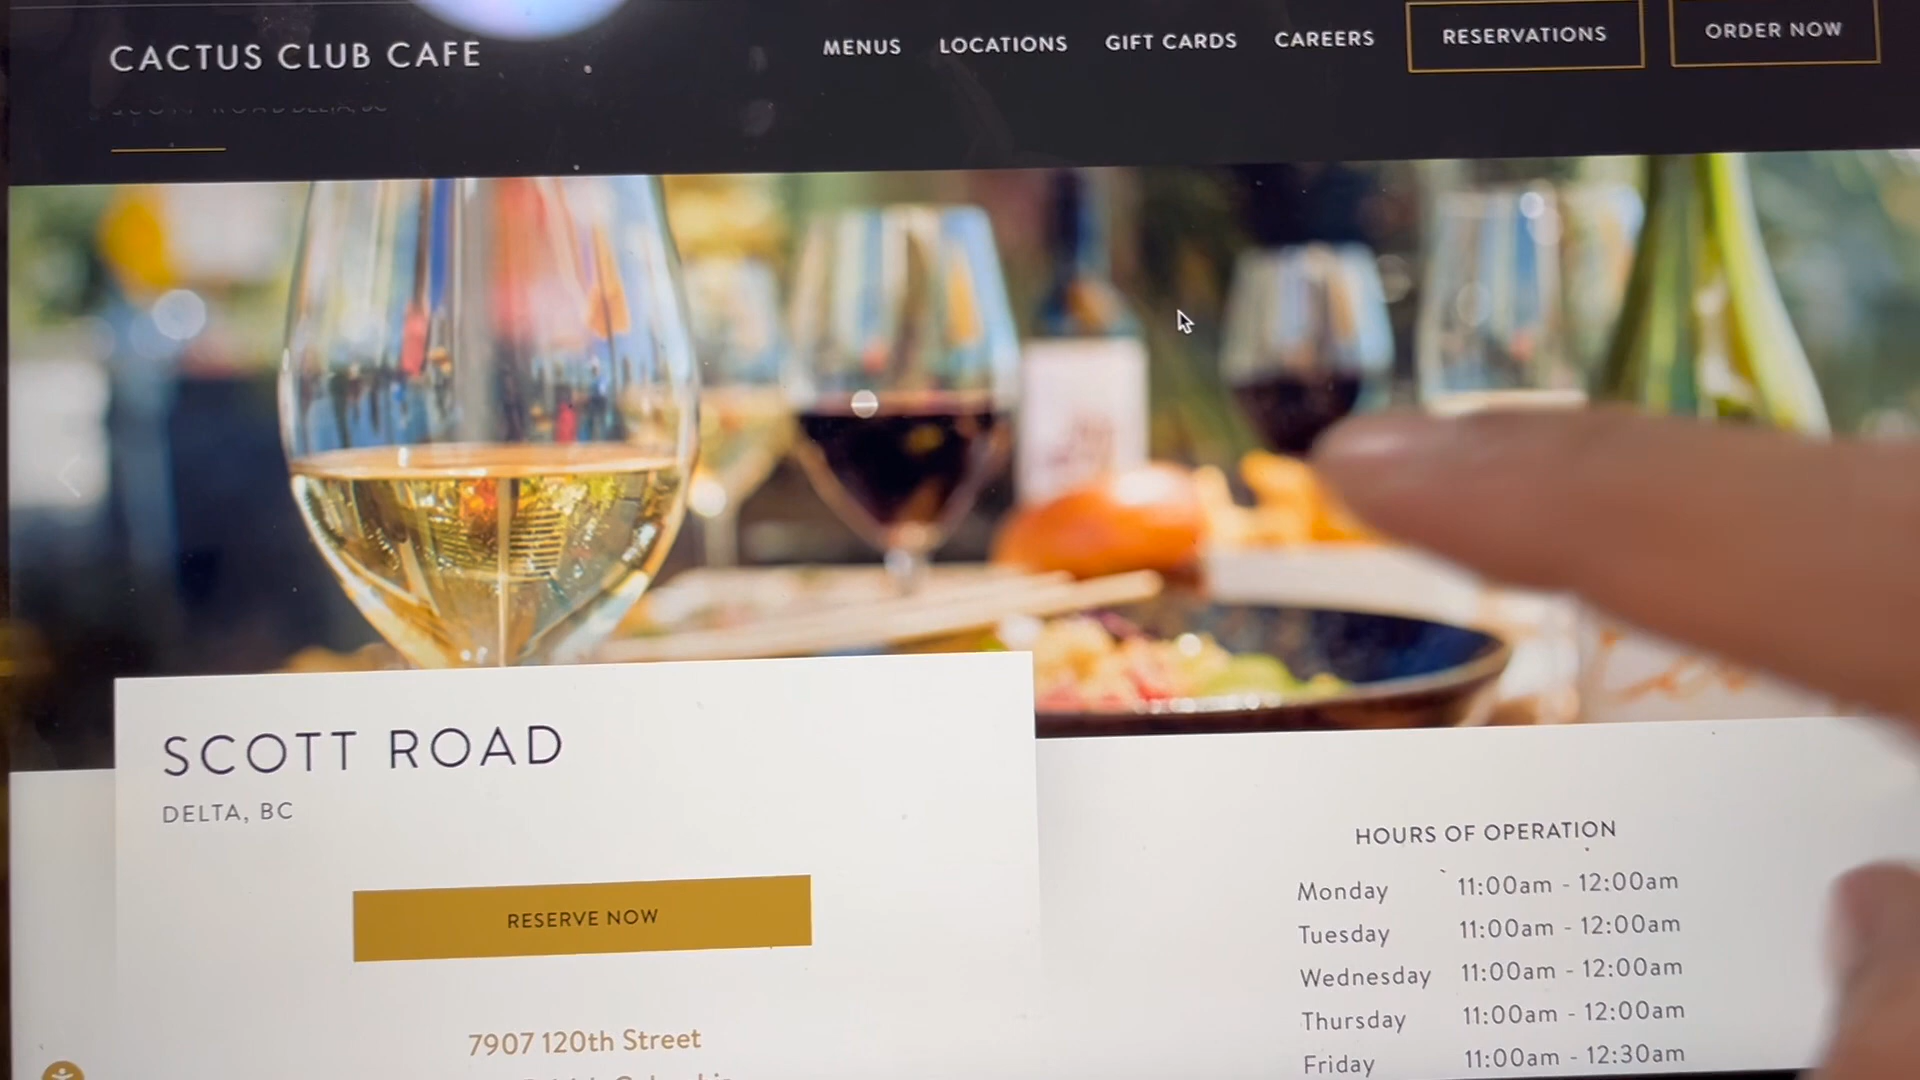 CACTUS CLUB CAFE
MENUS LOCATIONS GIFT CARDS CAREERS RESERVATIONS ORDER NOW
SCOTT ROAD
DELTA, BC
RESERVE NOW
7907 120th Street
HOURS OF OPERATION
Monday 11:00am - 12:00am
Tuesday 11:00am - 12:00am
Wednesday 11:00am - 12:00am
Thursday 11:00am - 12:00am
Friday 11:00am - 12:30am